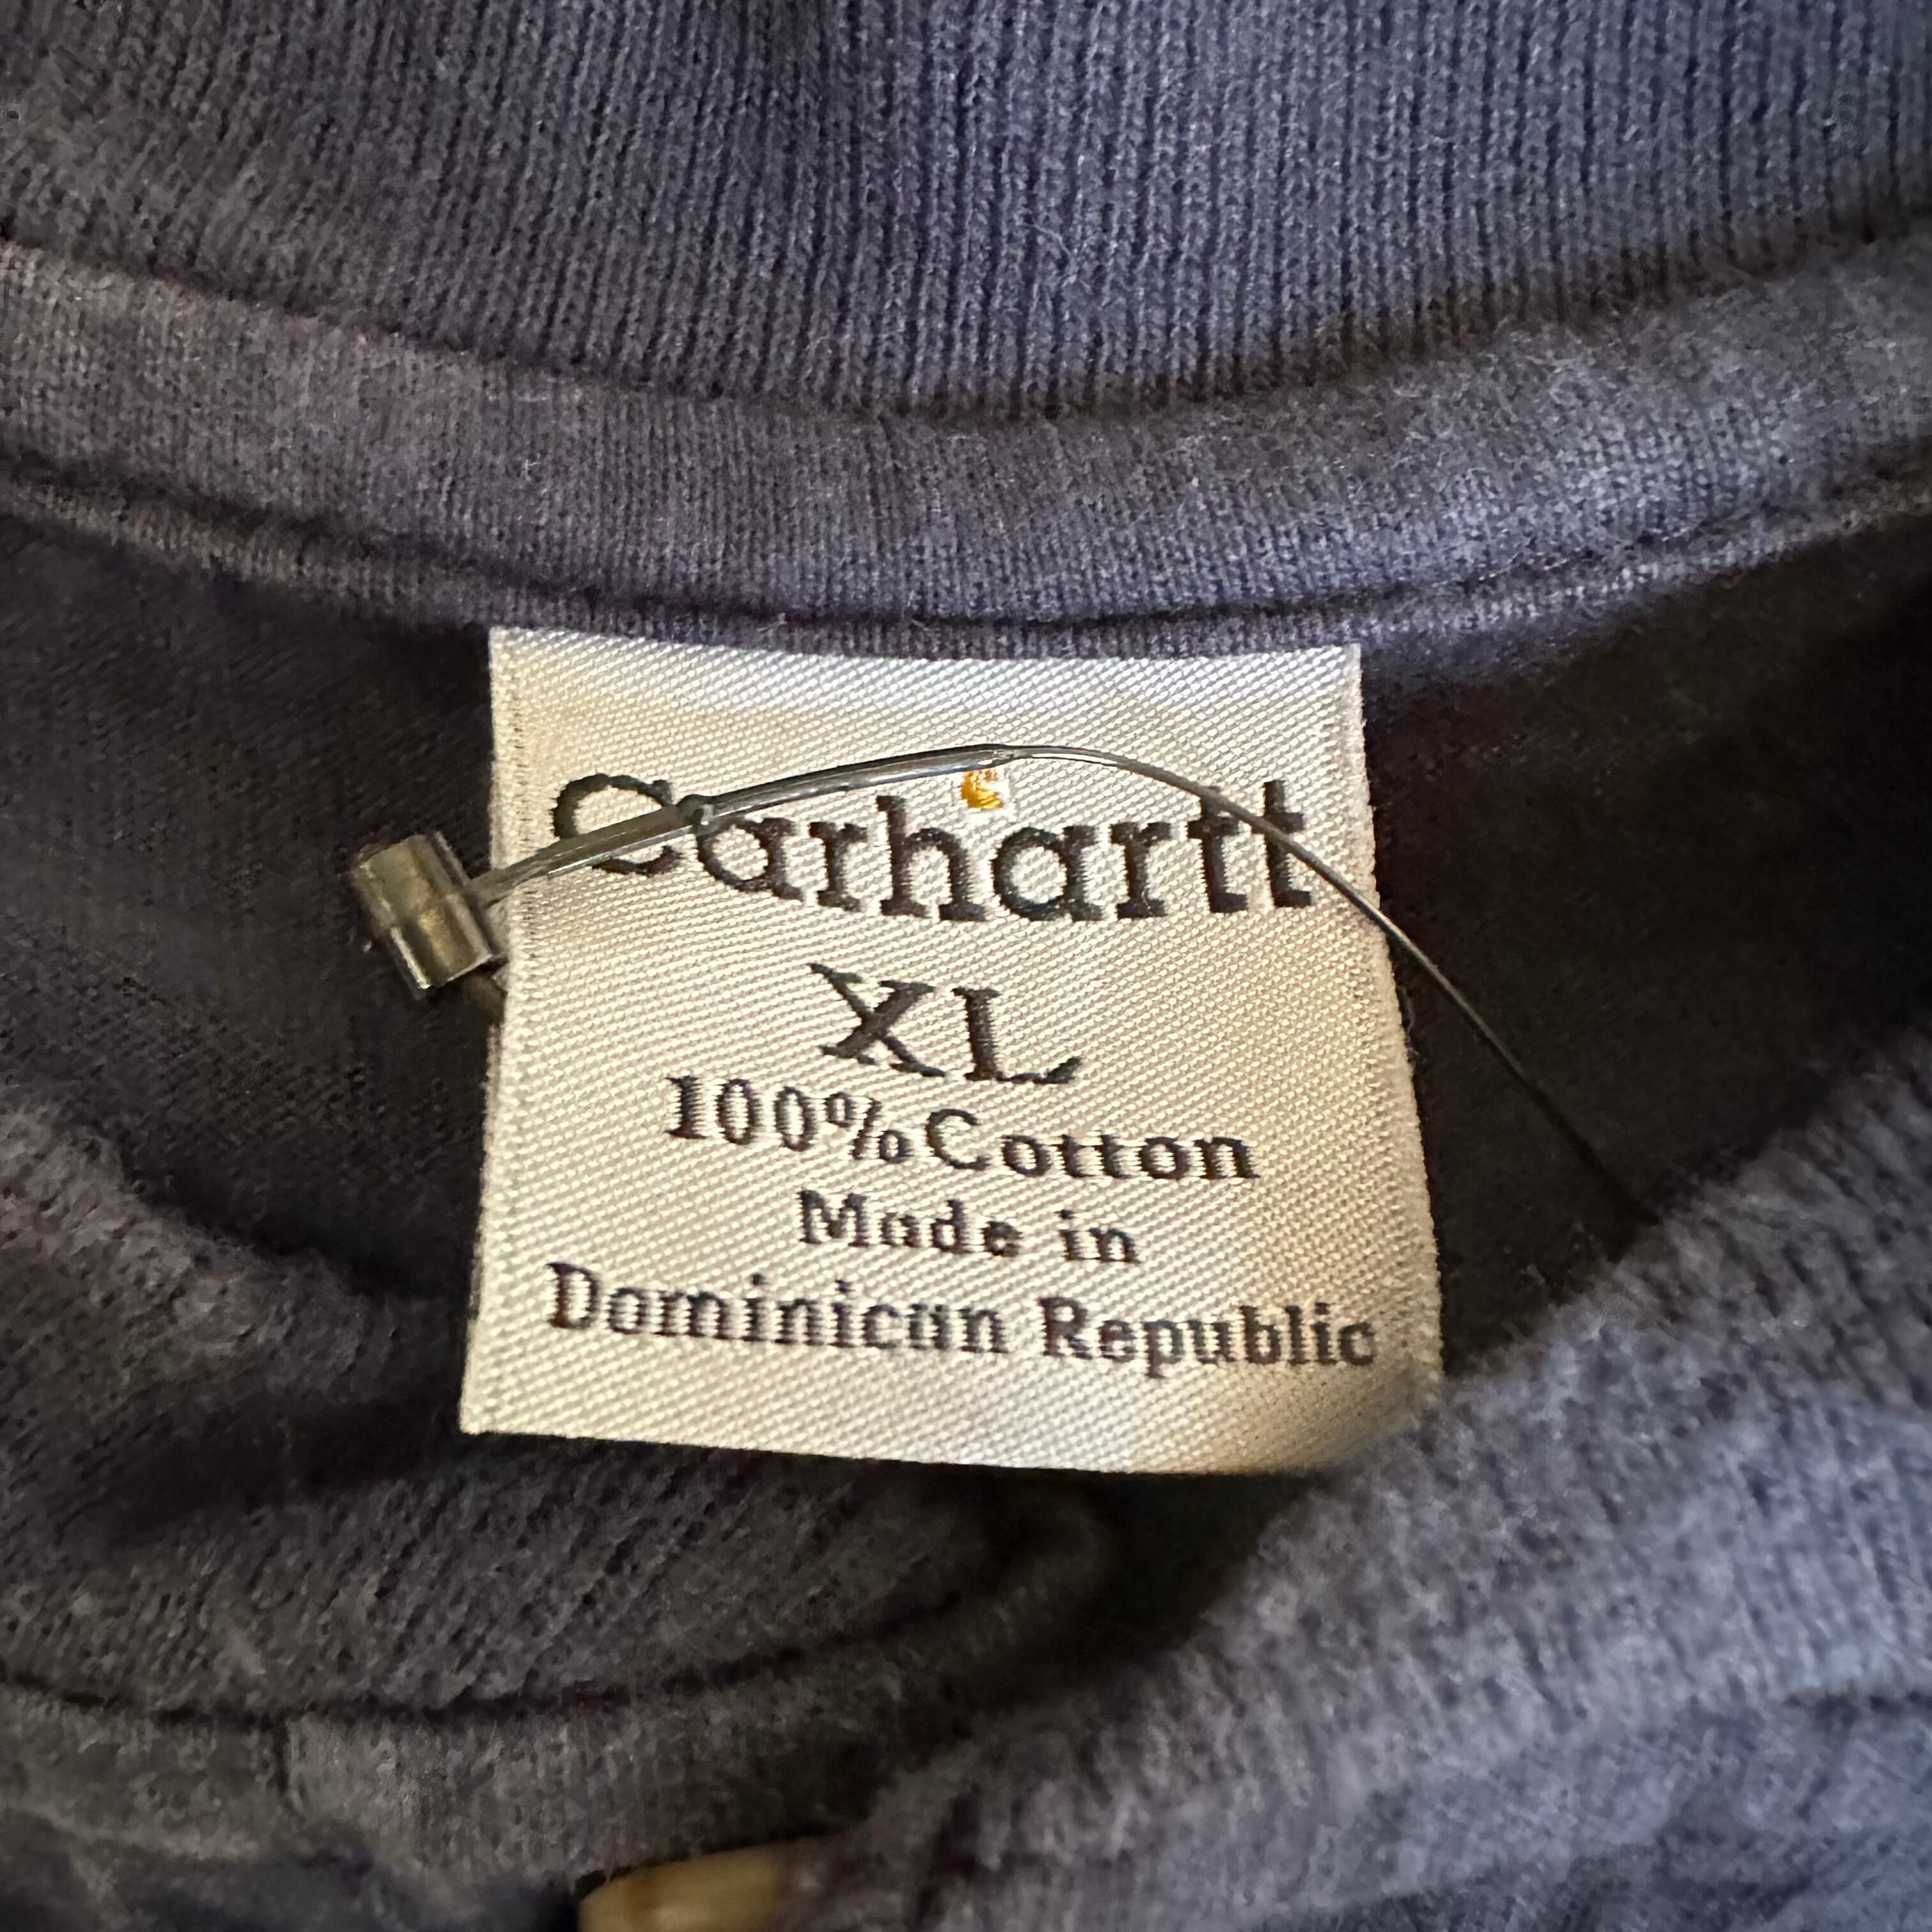 Carhartt
XL
100% Cotton
Made in
Dominican Republic